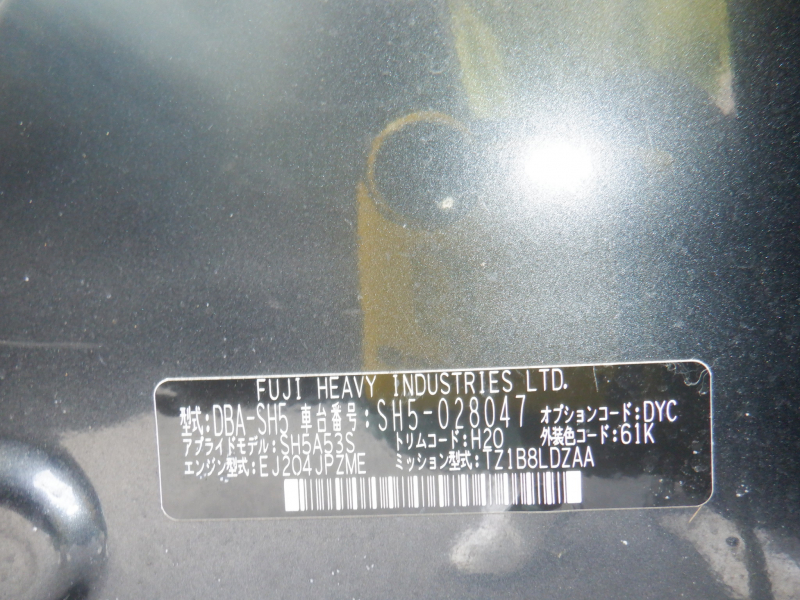 FUJI HEAVY INDUSTRIES LTD.
型式:DBA-SH5 車台番号:SH5-028047 オプションコード:DYC
アプライドモデル:SH5A53S トリムコード:H20 外装色コード:61K
エンジン型式:EJ204JPZME ミッション型式:TZ1B8LDZAA